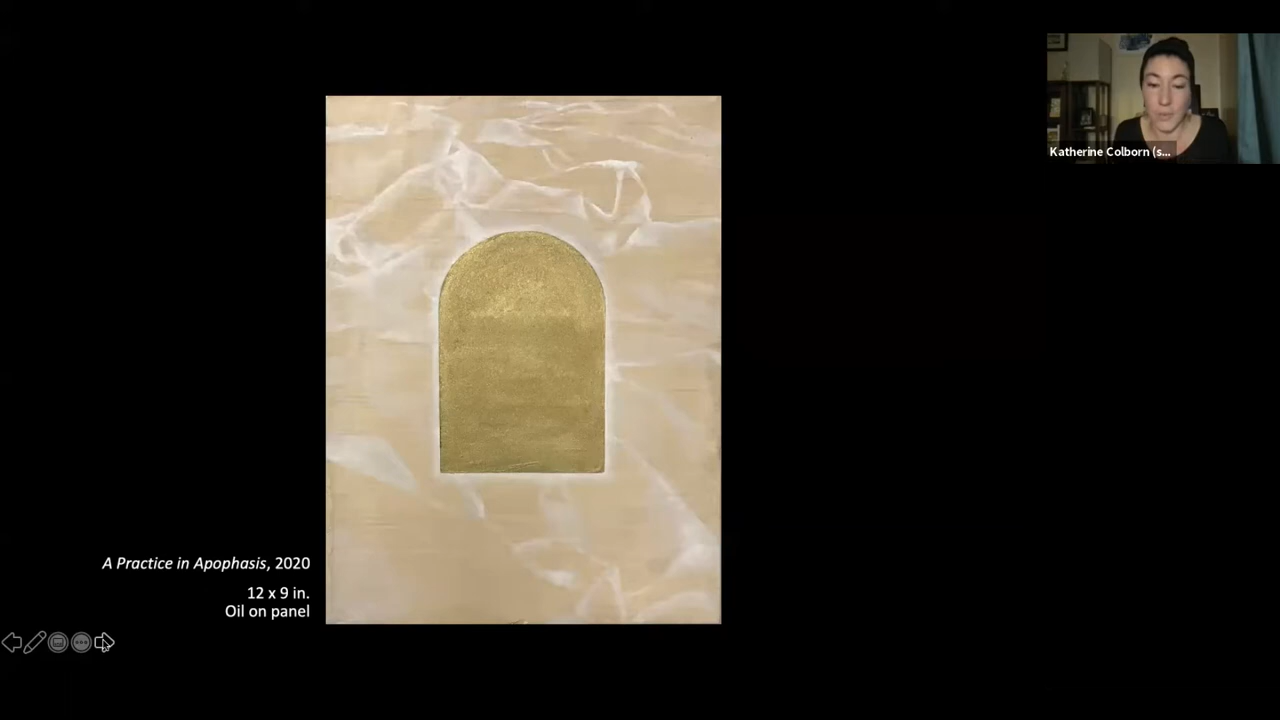 Katherine Colborn (s...
A Practice in Apophasis, 2020
12 x 9 in.
Oil on panel